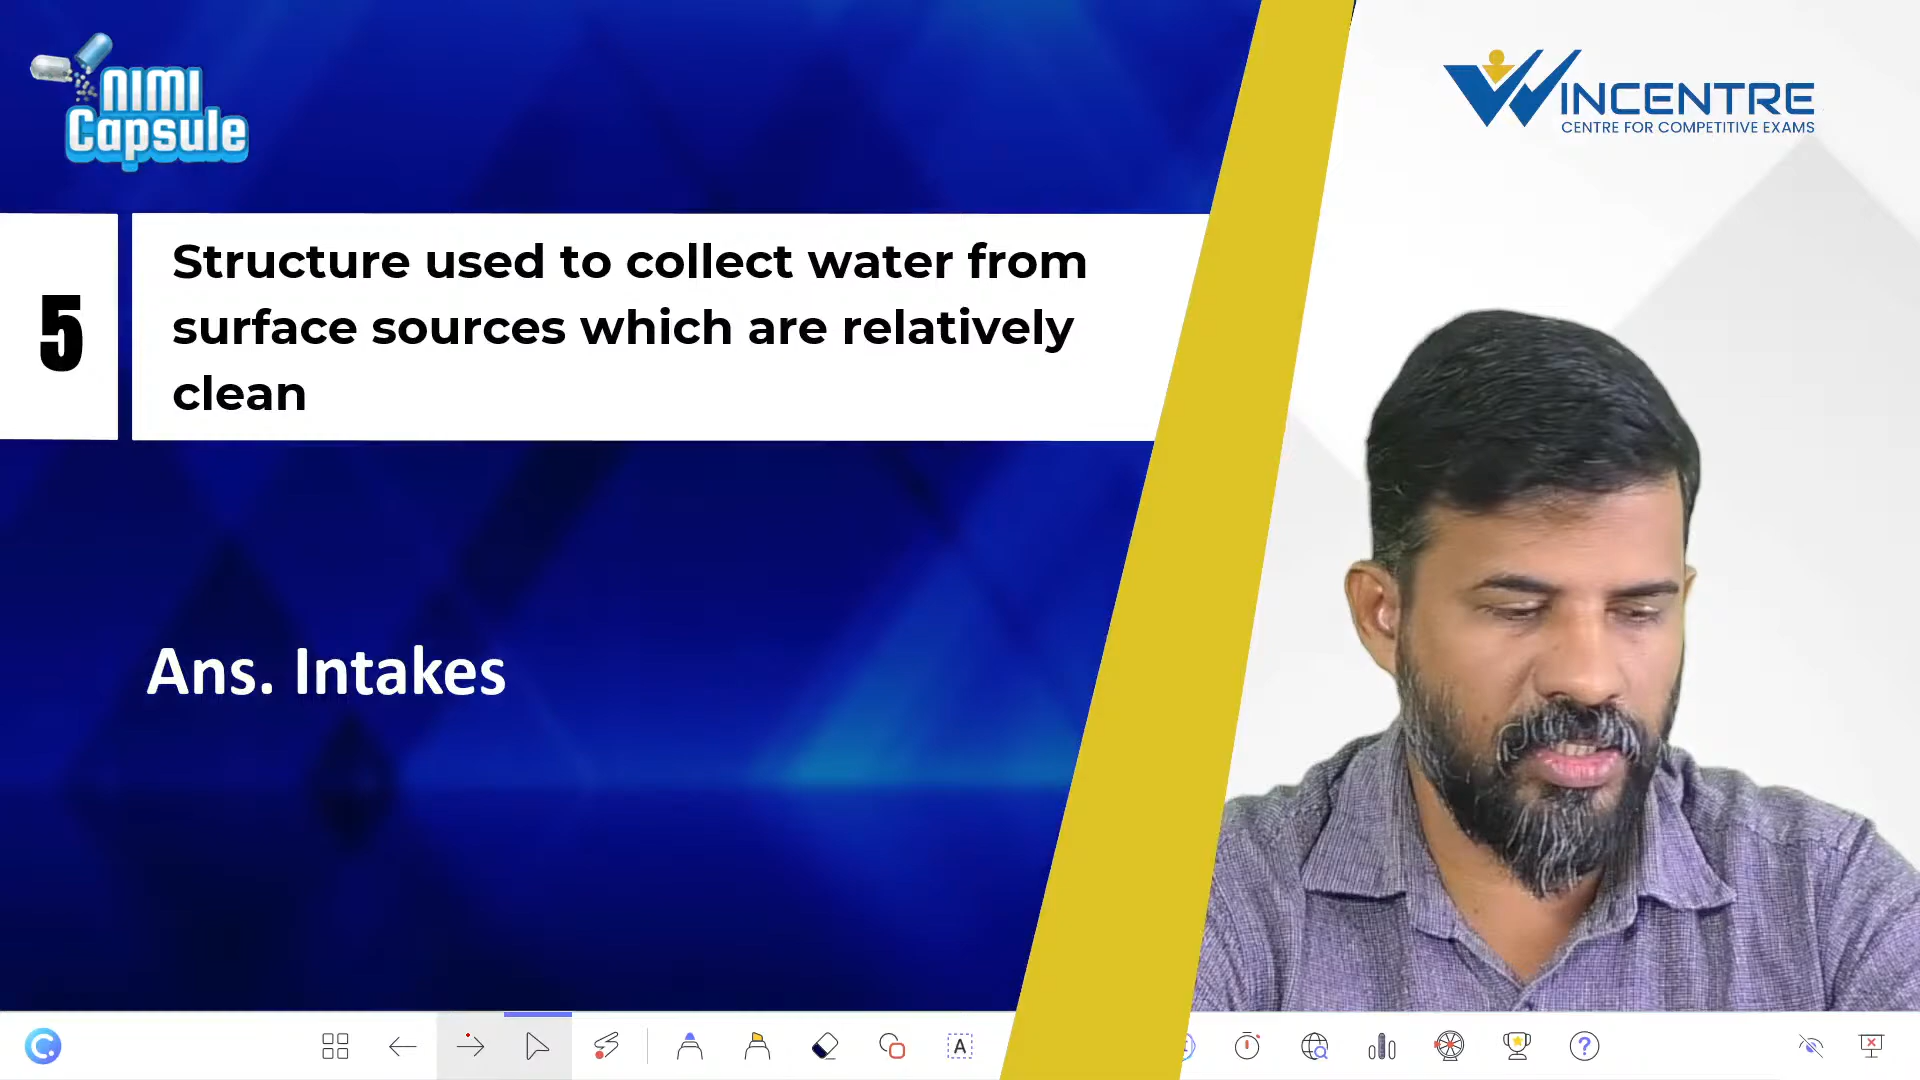 NIMI
Capsule
WINCENTRE
CENTRE FOR COMPETITIVE EXAMS
5
Structure used to collect water from
surface sources which are relatively
clean
Ans. Intakes
A
?